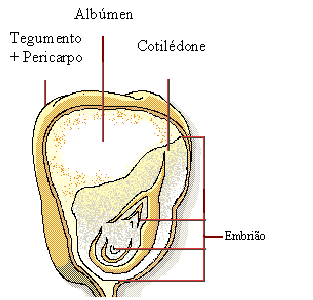 Albúmen
Tegumento
+ Pericarpo
Cotilédone
Embrião